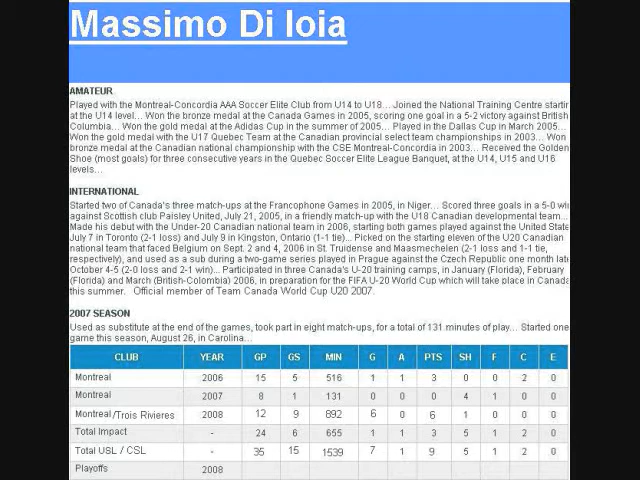 Massimo Di Ioia
AMATEUR
Played with the Montreal-Concordia AAA Soccer Elite Club from U14 to U18... Joined the National Training Centre startin
at the U14 level... Won the bronze medal at the Canada Games in 2005, scoring one goal in a 5-2 victory against British
Columbia... Won the gold medal at the Adidas Cup in the summer of 2005... Played in the Dallas Cup in March 2005...
Won the gold medal with the U17 Quebec Team at the Canadian provincial select team championships in 2003... Won
bronze medal at the Canadian national championship with the CSE Montreal-Concordia in 2003... Received the Golden
Shoe (most goals) for three consecutive years in the Quebec Soccer Elite League Banquet, at the U14, U15 and U16
levels...
INTERNATIONAL
Started two of Canada's three match-ups at the Francophone Games in 2005, in Niger... Scored three goals in a 5-0 wi
against Scottish club Paisley United, July 21, 2005, in a friendly match-up with the U18 Canadian developmental team...
Made his debut with the Under-20 Canadian national team in 2006, starting both games played against the United State
July 7 in Toronto (2-1 loss) and July 9 in Kingston, Ontario (1-1 tie)... Picked on the starting eleven of the U20 Canadian
national team that faced Belgium on Sept. 2 and 4, 2006 in St. Truidense and Maasmechelen (2-1 loss and 1-1 tie,
respectively), and used as a sub during a two-game series played in Prague against the Czech Republic one month late
October 4-5 (2-0 loss and 2-1 win)... Participated in three Canada's U-20 training camps, in January (Florida), February
(Florida) and March (British-Colombia) 2006, in preparation for the FIFA U-20 World Cup which will take place in Canada
this summer. Official member of Team Canada World Cup U20 2007.
2007 SEASON
Used as substitute at the end of the games, took part in eight match-ups, for a total of 131 minutes of play... Started one
game this season, August 26, in Carolina...
CLUB YEAR GP GS MIN G A PTS SH F C E
Montreal 2006 15 5 516 1 1 3 0 0 2 0
Montreal 2007 8 1 131 0 0 0 4 1 0 0
Montreal/Trois Rivieres 2008 12 9 892 6 0 6 1 0 0 0
Total Impact - 24 6 655 1 1 3 5 1 2 0
Total USL / CSL - 35 15 1539 7 1 9 5 1 2 0
Playoffs 2008